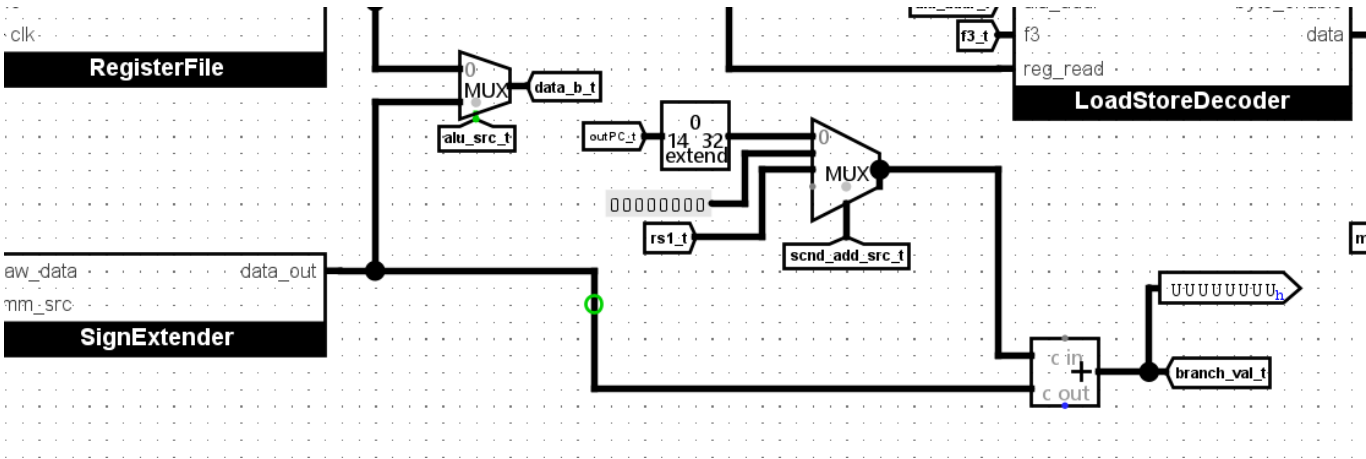 clk
RegisterFile
0
MUX
data_b_t
alu_src_t
f3_t
f3
data
reg_read
LoadStoreDecoder
outPC_t
0
14 32
extend
0
MUX
00000000
rs1_t
scnd_add_src_t
aw_data
data_out
mm_src
SignExtender
UUUUUUUUh
c in
+
c out
branch_val_t
m